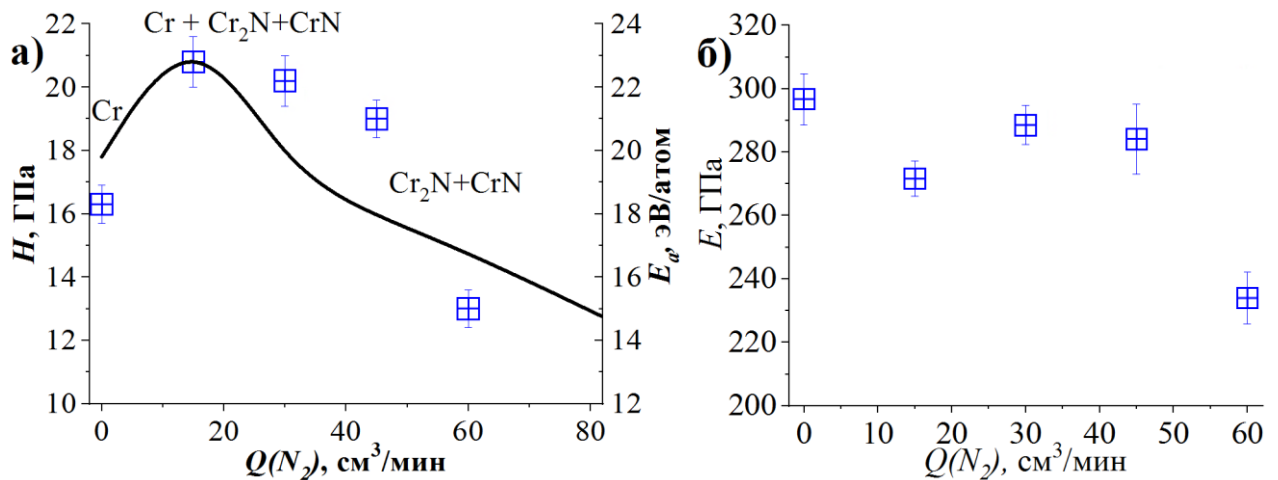 а)
Cr + Cr₂N+CrN
Cr
Cr₂N+CrN
H, ГПа
22
20
18
16
14
12
10
24
22
20
18
16
14
12
Eₐ, эВ/атом
0 20 40 60 80
Q(N₂), см³/мин
б)
E, ГПа
320
300
280
260
240
220
200
0 10 20 30 40 50 60
Q(N₂), см³/мин